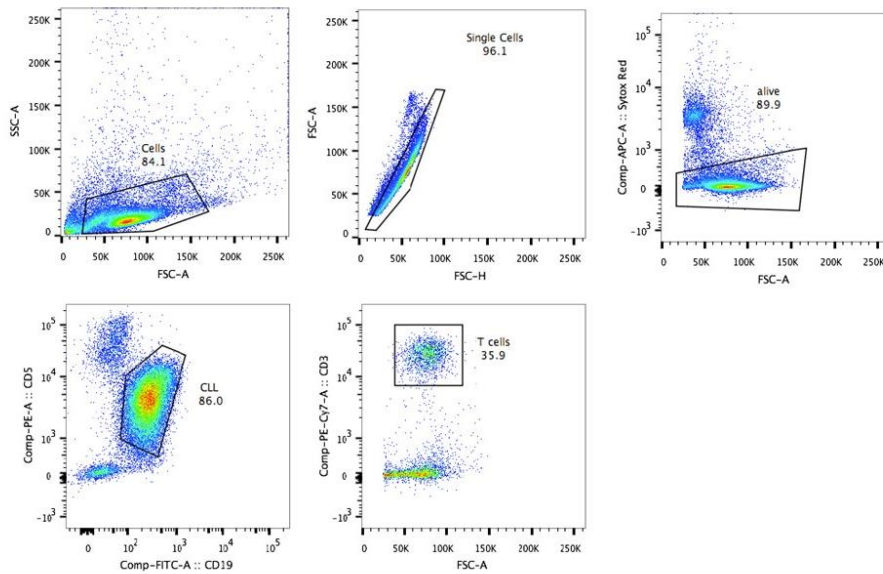 250K
200K
150K
100K
50K
0
SSC-A
Cells
84.1
0 50K 100K 150K 200K 250K
FSC-A
250K
200K
150K
100K
50K
0
FSC-A
Single Cells
96.1
0 50K 100K 150K 200K 250K
FSC-H
10^5
10^4
10^3
0
-10^3
Comp-APC-A :: Sytox Red
alive
89.9
0 50K 100K 150K 200K 250K
FSC-A
10^5
10^4
10^3
0
-10^3
Comp-PE-A :: CD5
CLL
86.0
0 10^2 10^3 10^4 10^5
Comp-FITC-A :: CD19
10^5
10^4
10^3
0
-10^3
Comp-PE-Cy7-A :: CD3
T cells
35.9
0 50K 100K 150K 200K 250K
FSC-A